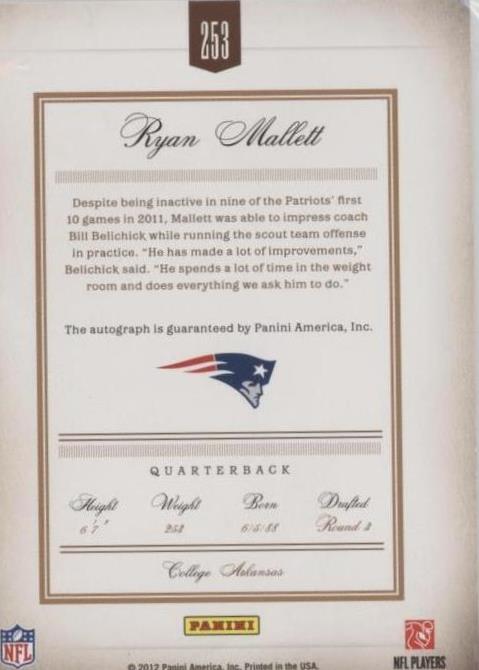 253
Ryan Mallett
Despite being inactive in nine of the Patriots' first
10 games in 2011, Mallett was able to impress coach
Bill Belichick while running the scout team offense
in practice. “He has made a lot of improvements,”
Belichick said. “He spends a lot of time in the weight
room and does everything we ask him to do.”
The autograph is guaranteed by Panini America, Inc.
QUARTERBACK
Height Weight Born Drafted
6'7" 253 6/5/88 Round 3
College Arkansas
PANINI
NFL
NFL PLAYERS
© 2012 Panini America, Inc. Printed in the USA.